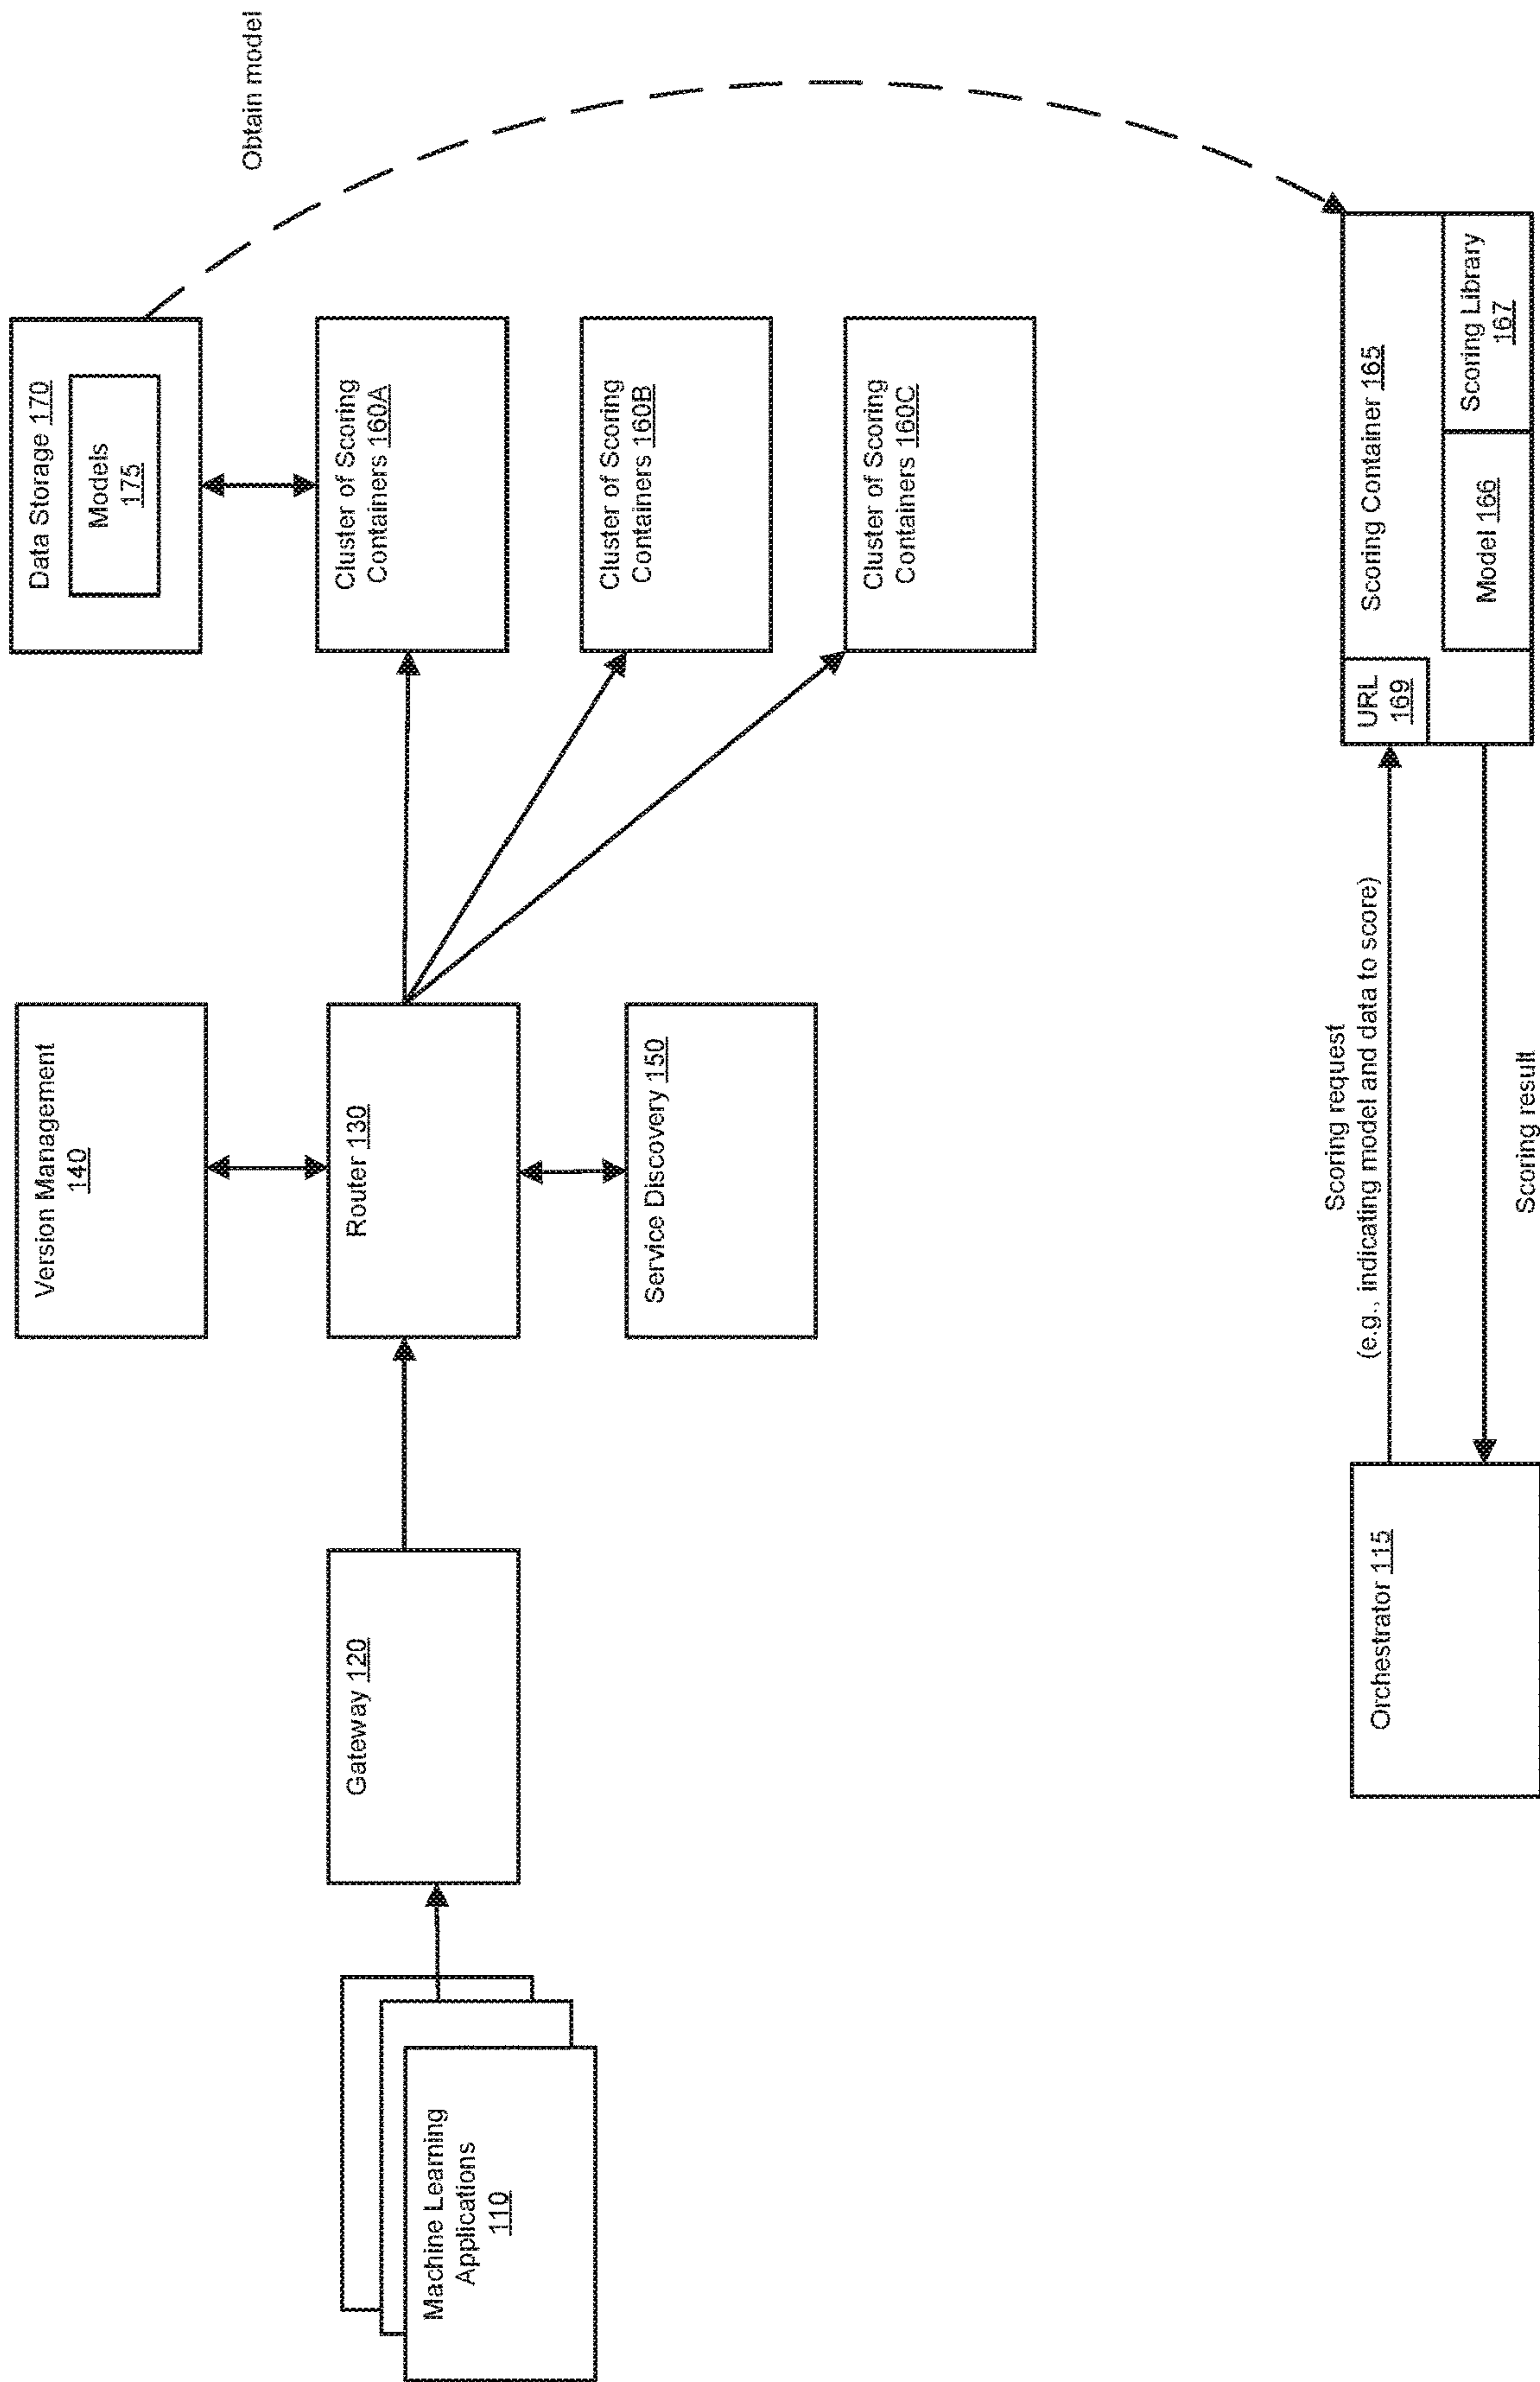 Version Management
140
Data Storage 170
Models
175
Obtain model
Machine Learning
Applications
110
Gateway 120
Router 130
Cluster of Scoring
Containers 160A
Service Discovery 150
Cluster of Scoring
Containers 160B
Cluster of Scoring
Containers 160C
Orchestrator 115
Scoring request
(e.g., indicating model and data to score)
Scoring result
URL
169
Scoring Container 165
Model 166
Scoring Library
167